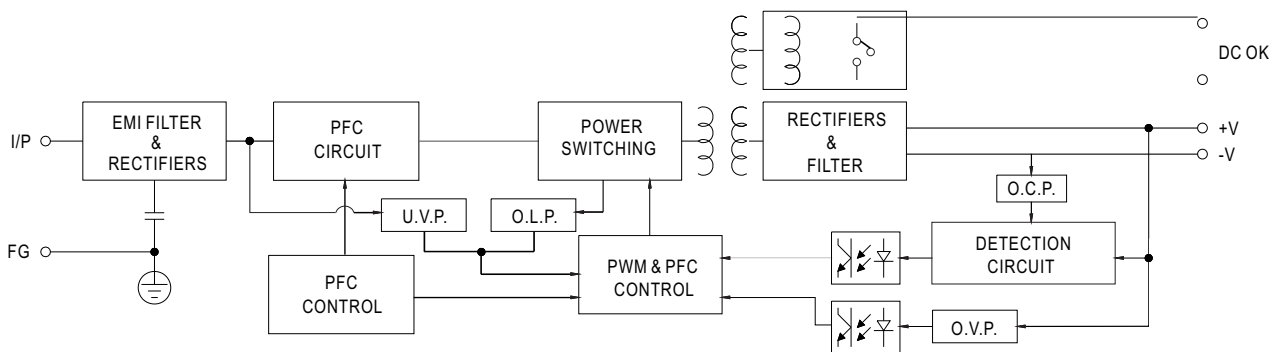 DC OK
I/P
EMI FILTER
&
RECTIFIERS
PFC
CIRCUIT
POWER
SWITCHING
RECTIFIERS
&
FILTER
+V
-V
O.C.P.
U.V.P.
O.L.P.
FG
PFC
CONTROL
PWM & PFC
CONTROL
DETECTION
CIRCUIT
O.V.P.